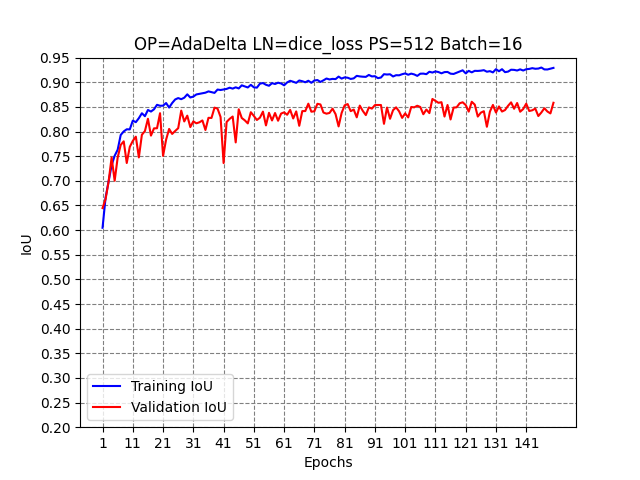 OP=AdaDelta LN=dice_loss PS=512 Batch=16
0.95
0.90
0.85
0.80
0.75
0.70
0.65
0.60
0.55
0.50
0.45
0.40
0.35
0.30
0.25
0.20
IoU
Training IoU
Validation IoU
1 11 21 31 41 51 61 71 81 91 101 111 121 131 141
Epochs